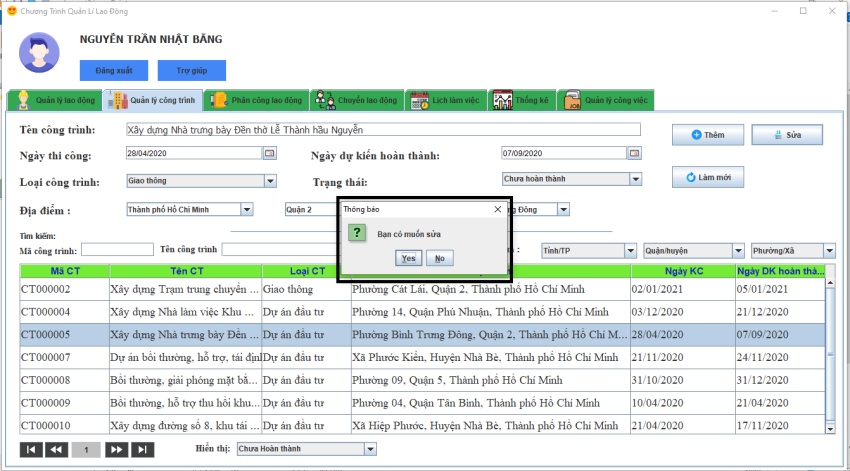 Chương Trình Quản Lí Lao Động
NGUYỄN TRẦN NHẬT BĂNG
Đăng xuất Trợ giúp
Quản lý lao động Quản lý công trình Phân công lao động Chuyển lao động Lịch làm việc Thống kê Quản lý công việc
Tên công trình: Xây dựng Nhà trưng bày Đền thờ Lễ Thành hầu Nguyễn Thêm Sửa
Ngày thi công: 28/04/2020 Ngày dự kiến hoàn thành: 07/09/2020
Loại công trình: Giao thông Trạng thái: Chưa hoàn thành Làm mới
Địa điểm : Thành phố Hồ Chí Minh Quận 2 Đông
Thông báo
Bạn có muốn sửa
Yes No
Tìm kiếm:
Mã công trình: Tên công trình : Tỉnh/TP Quận/huyện Phường/Xã
Mã CT Tên CT Loại CT Ngày KC Ngày DK hoàn thà...
CT000002 Xây dựng Trạm trung chuyển ... Giao thông Phường Cát Lái, Quận 2, Thành phố Hồ Chí Minh 02/01/2021 05/01/2021
CT000004 Xây dựng Nhà làm việc Khu ... Dự án đầu tư Phường 14, Quận Phú Nhuận, Thành phố Hồ Chí Minh 03/12/2020 21/12/2020
CT000005 Xây dựng Nhà trưng bày Đền ... Dự án đầu tư Phường Bình Trưng Đông, Quận 2, Thành phố Hồ Chí M... 28/04/2020 07/09/2020
CT000007 Dự án bồi thường, hỗ trợ, tái định Dự án đầu tư Xã Phước Kiển, Huyện Nhà Bè, Thành phố Hồ Chí Minh 21/11/2020 24/11/2020
CT000008 Bồi thường, giải phóng mặt bằ... Dự án đầu tư Phường 09, Quận 5, Thành phố Hồ Chí Minh 31/10/2020 31/12/2020
CT000009 Bồi thường, hỗ trợ thu hồi khu... Dự án đầu tư Phường 04, Quận Tân Bình, Thành phố Hồ Chí Minh 10/04/2020 21/04/2020
CT000010 Xây dựng đường số 8, khu tái ... Dự án đầu tư Xã Hiệp Phước, Huyện Nhà Bè, Thành phố Hồ Chí Minh 21/04/2020 17/11/2020
1 Hiển thị: Chưa Hoàn thành